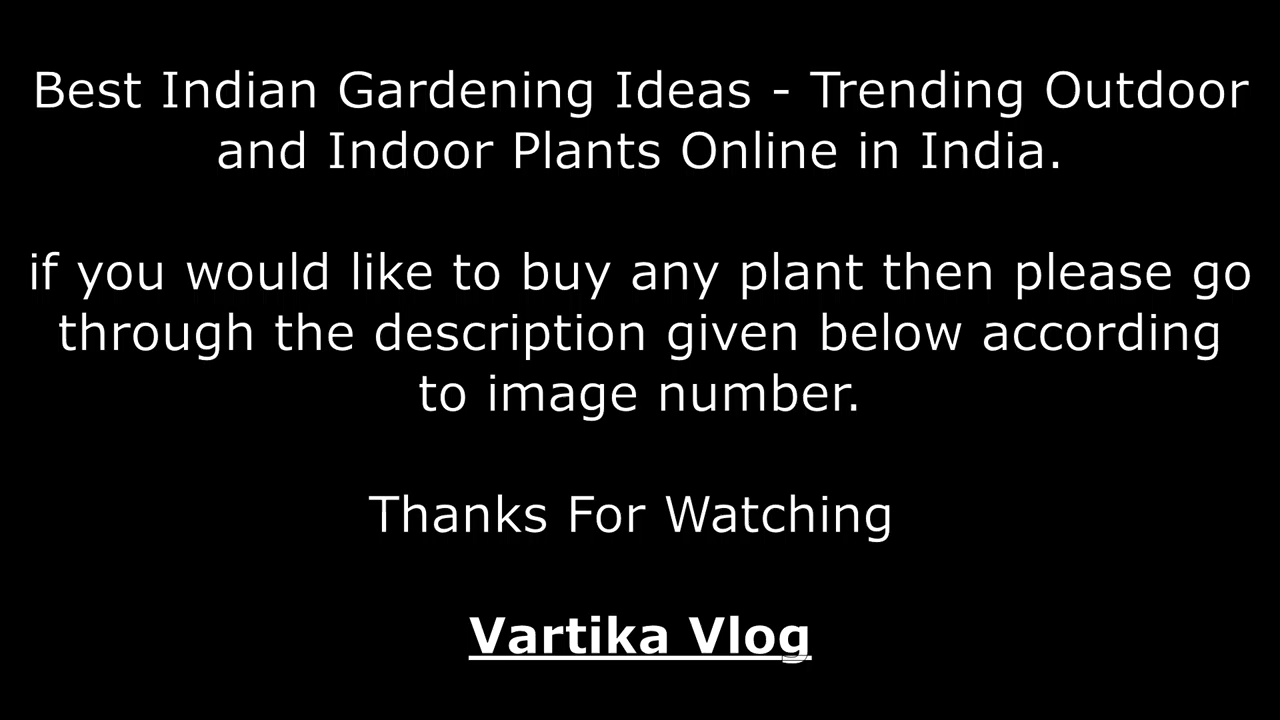 Best Indian Gardening Ideas - Trending Outdoor
and Indoor Plants Online in India.
if you would like to buy any plant then please go
through the description given below according
to image number.
Thanks For Watching
Vartika Vlog